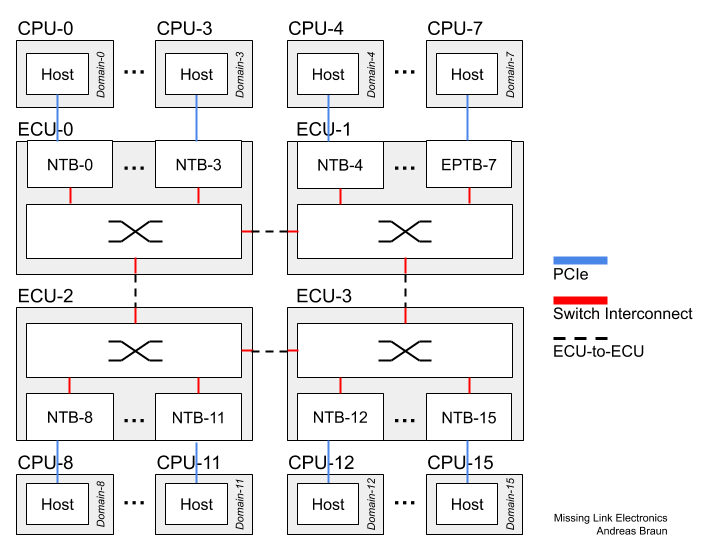 CPU-0 CPU-3 CPU-4 CPU-7
Host Domain-0 ... Host Domain-3 Host Domain-4 ... Host Domain-7
ECU-0 ECU-1
NTB-0 ... NTB-3 NTB-4 ... EPTB-7
PCIe
ECU-2 ECU-3
Switch Interconnect
ECU-to-ECU
NTB-8 ... NTB-11 NTB-12 ... NTB-15
CPU-8 CPU-11 CPU-12 CPU-15
Host Domain-8 ... Host Domain-11 Host Domain-12 ... Host Domain-15
Missing Link Electronics
Andreas Braun